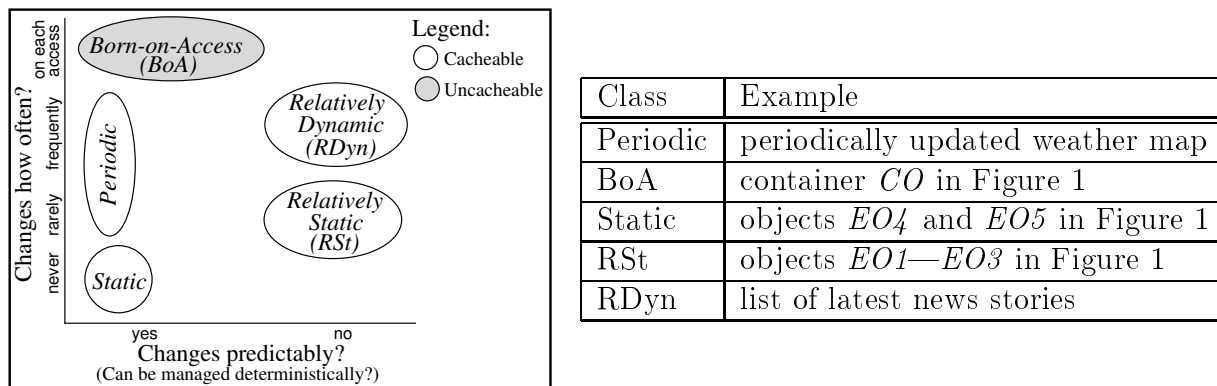 Changes how often?
on each
access
frequently
rarely
never
Born-on-Access
(BoA)
Legend:
Cacheable
Uncacheable
Periodic
Relatively
Dynamic
(RDyn)
Relatively
Static
(RSt)
Static
yes
no
Changes predictably?
(Can be managed deterministically?)
Class Example
Periodic periodically updated weather map
BoA container CO in Figure 1
Static objects EO4 and EO5 in Figure 1
RSt objects EO1—EO3 in Figure 1
RDyn list of latest news stories